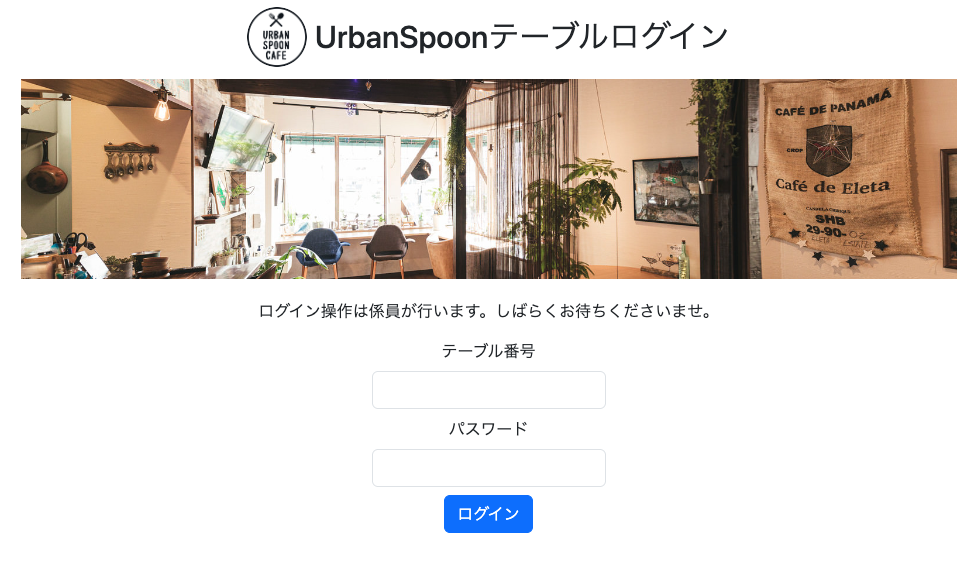 URBAN
SPOON
CAFE
UrbanSpoonテーブルログイン
CAFÉ DE PANAMÁ
CROP
Café de Eleta
SHB
29-90-OZ
ELETA ESTATES
ログイン操作は係員が行います。しばらくお待ちくださいませ。
テーブル番号
パスワード
ログイン